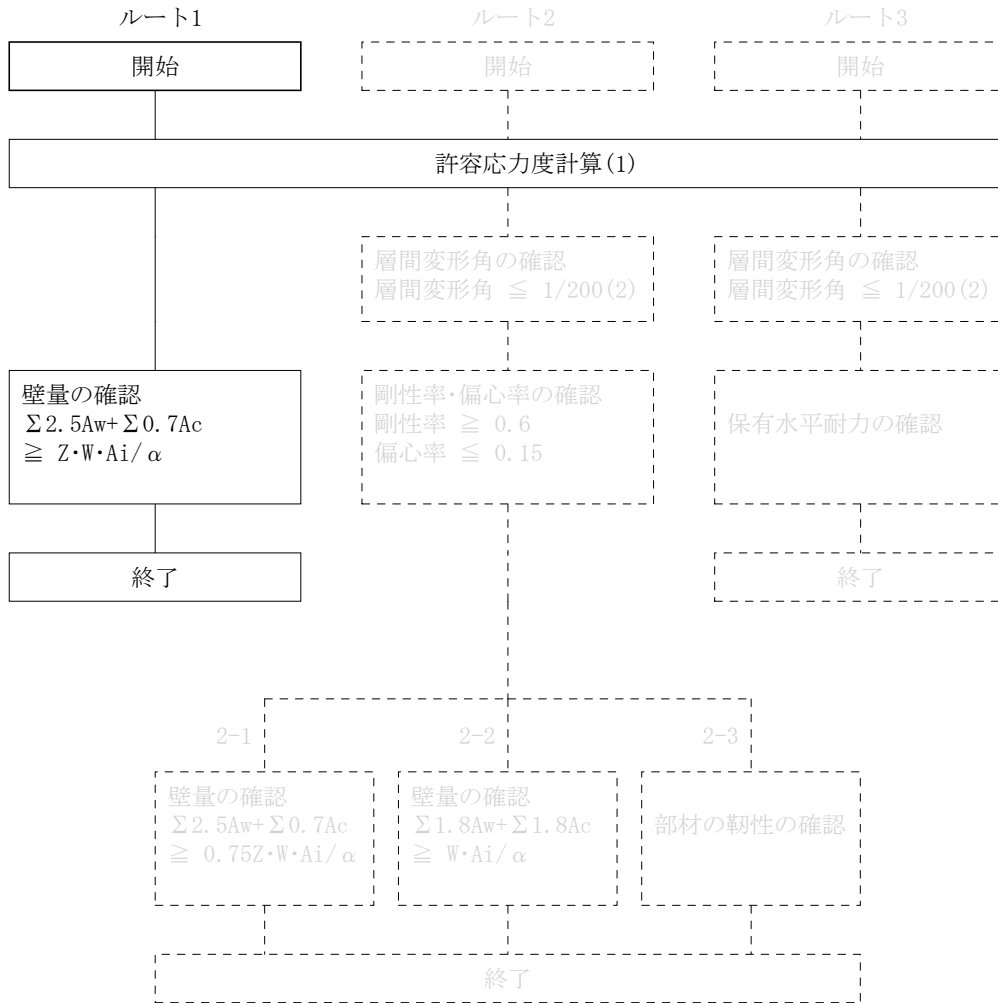 ルート1
ルート2
ルート3
開始
開始
開始
許容応力度計算(1)
層間変形角の確認
層間変形角 ≦ 1/200(2)
層間変形角の確認
層間変形角 ≦ 1/200(2)
壁量の確認
Σ2.5Aw+Σ0.7Ac
≧ Z・W・Ai/α
剛性率・偏心率の確認
剛性率 ≧ 0.6
偏心率 ≦ 0.15
保有水平耐力の確認
終了
終了
2-1
2-2
2-3
壁量の確認
Σ2.5Aw+Σ0.7Ac
≧ 0.75Z・W・Ai/α
壁量の確認
Σ1.8Aw+Σ1.8Ac
≧ W・Ai/α
部材の靭性の確認
終了